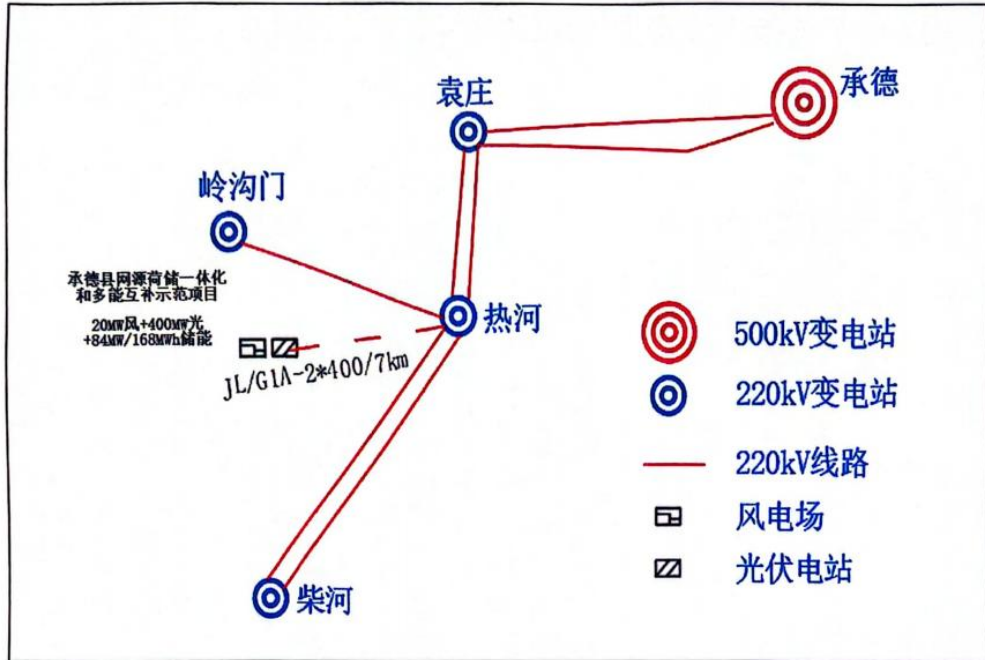 承德
袁庄
岭沟门
承德县网源荷储一体化
和多能互补示范项目
20MW风+400MW光
+84MW/168MWh储能
JL/G1A-2*400/7km
热河
柴河
500kV变电站
220kV变电站
220kV线路
风电场
光伏电站